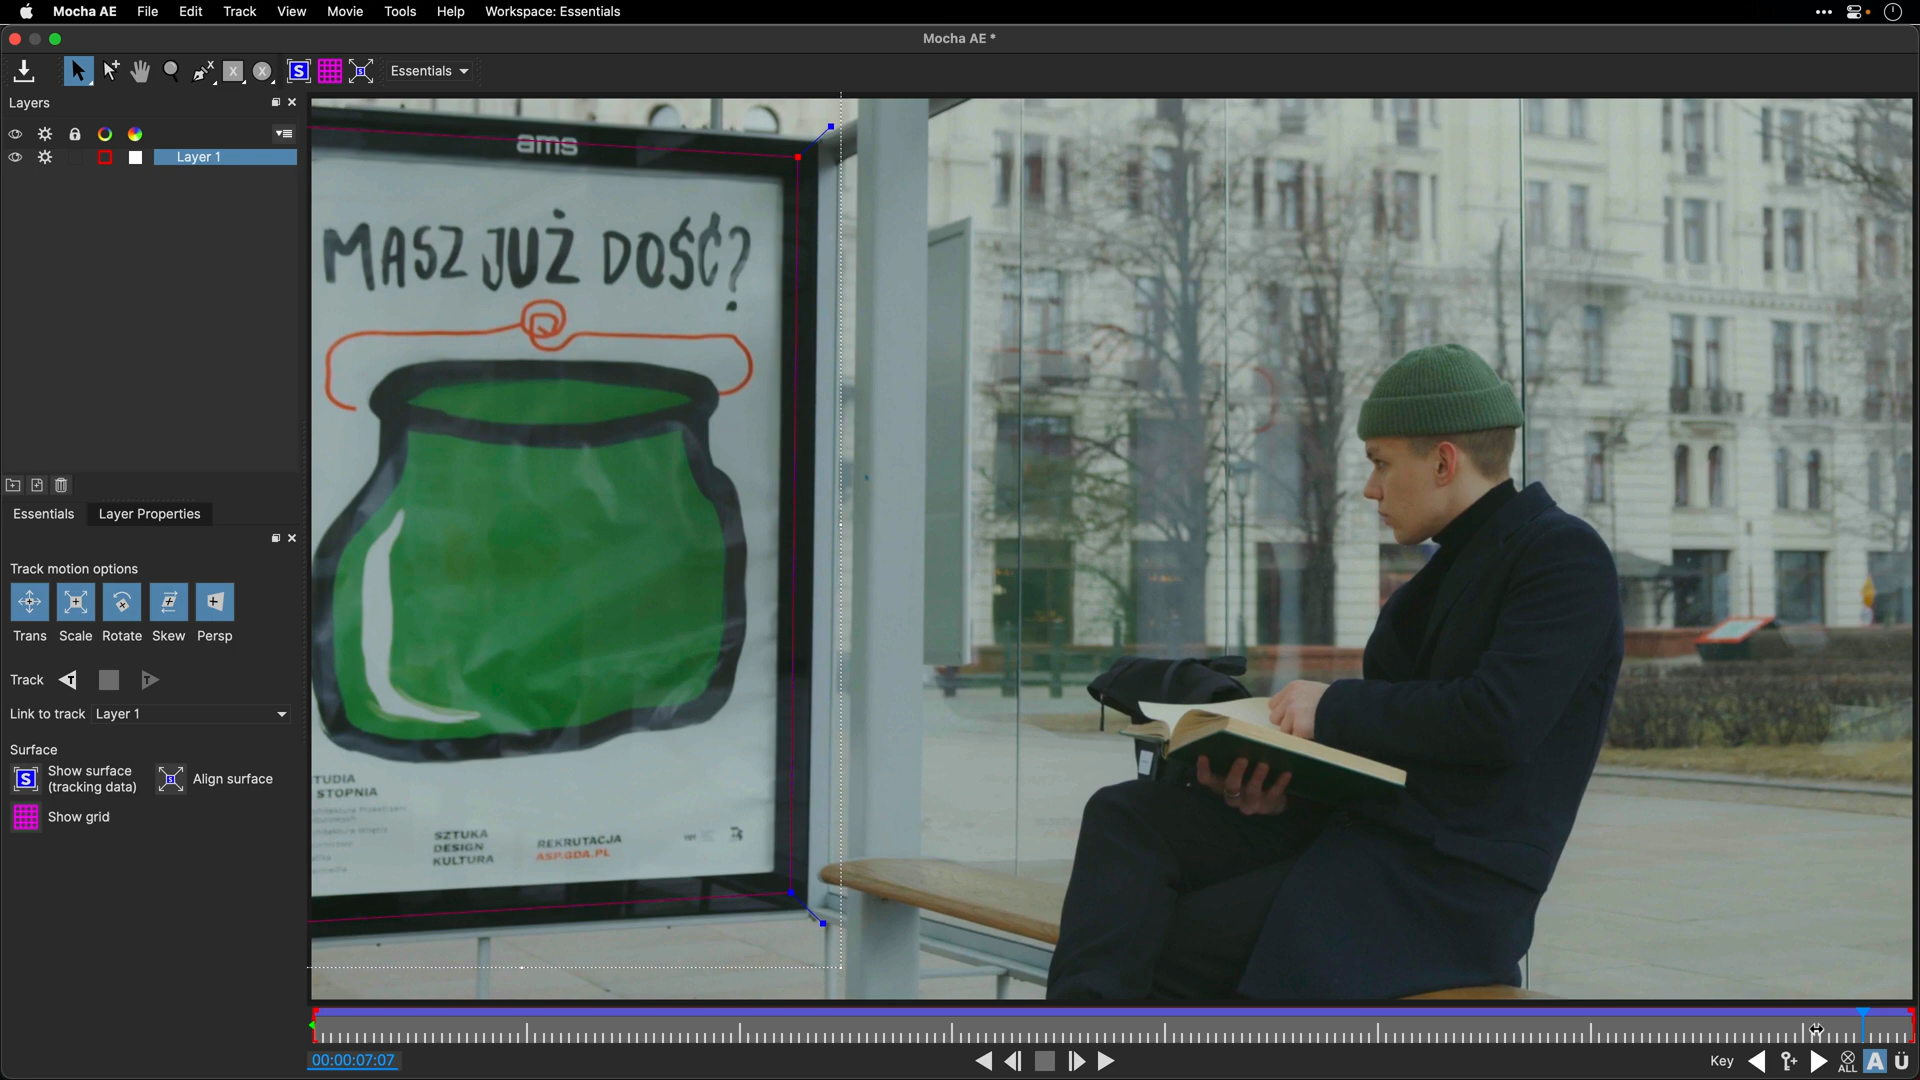 Mocha AE File Edit Track View Movie Tools Help Workspace: Essentials
Mocha AE *
Essentials
Layers
Layer 1
Essentials Layer Properties
Track motion options
Trans Scale Rotate Skew Persp
Track
Link to track Layer 1
Surface
Show surface
(tracking data)
Align surface
Show grid
ams
MASZ JUŻ DOŚĆ?
TUDIA
STOPNIA
SZTUKA
DESIGN
KULTURA
REKRUTACJA
ASP.GDA.PL
00:00:07:07
Key
ALL
A
Ü